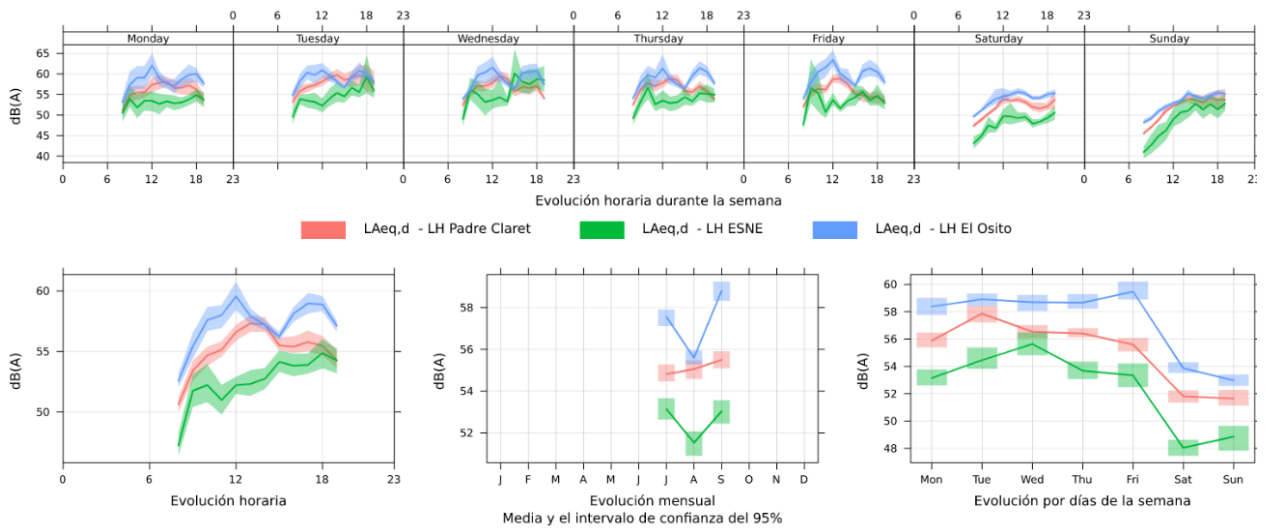 0 6 12 18 23 0 6 12 18 23 0 6 12 18 23
Monday Tuesday Wednesday Thursday Friday Saturday Sunday
65
60
55
50
45
40
dB(A)
0 6 12 18 23 0 6 12 18 23 0 6 12 18 23 0 6 12 18 23
Evolución horaria durante la semana
LAeq,d - LH Padre Claret LAeq,d - LH ESNE LAeq,d - LH El Osito
60
55
50
dB(A)
0 6 12 18 23
Evolución horaria
58
56
54
52
dB(A)
J F M A M J J A S O N D
Evolución mensual
Media y el intervalo de confianza del 95%
60
58
56
54
52
50
48
dB(A)
Mon Tue Wed Thu Fri Sat Sun
Evolución por días de la semana